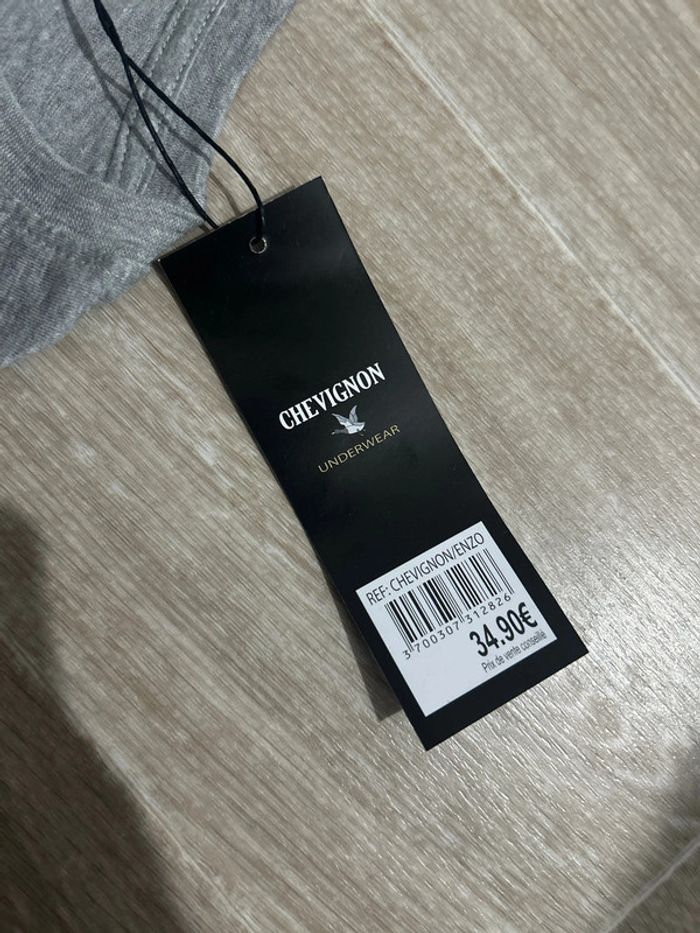 CHEVIGNON
UNDERWEAR
REF: CHEVIGNON/ENZO
3 700307 312826
34.90€
Prix de vente conseillé